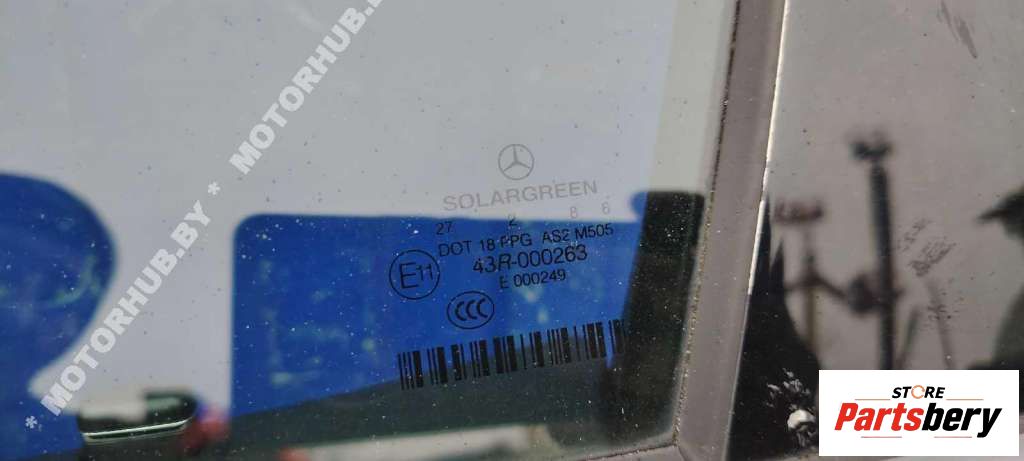 * MOTORHUB.BY * MOTORHUB.BY
SOLARGREEN
27 2 8 6
DOT 18 PPG AS2 M505
E11
43R-000263
E 000249
CCC
STORE
Partsbery